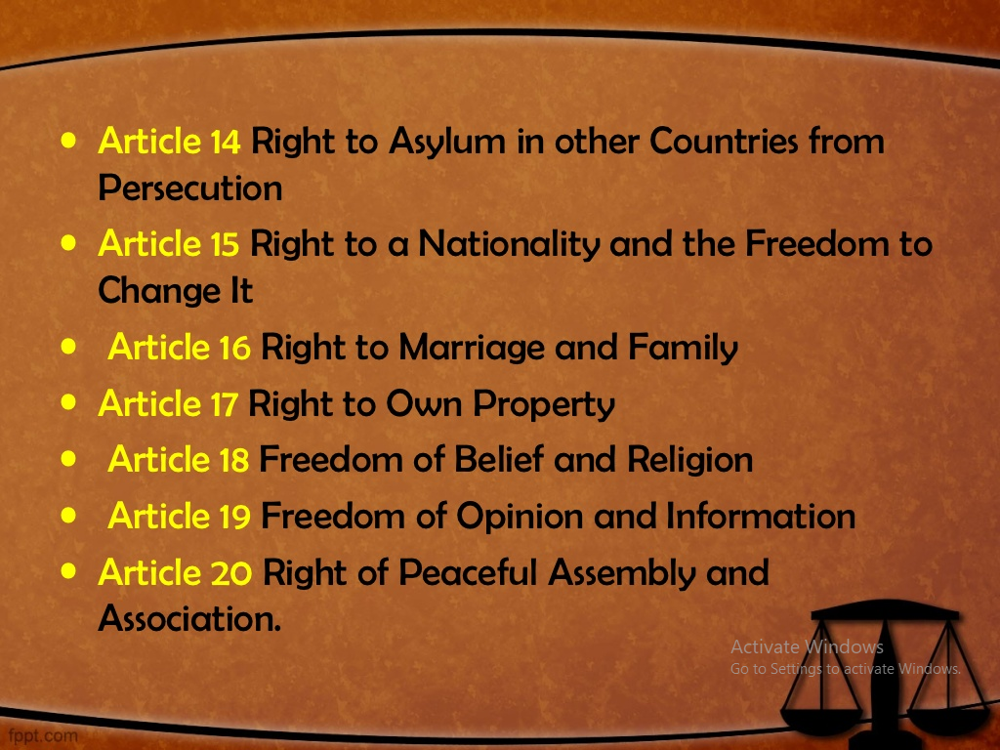 • Article 14 Right to Asylum in other Countries from
Persecution
• Article 15 Right to a Nationality and the Freedom to
Change It
• Article 16 Right to Marriage and Family
• Article 17 Right to Own Property
• Article 18 Freedom of Belief and Religion
• Article 19 Freedom of Opinion and Information
• Article 20 Right of Peaceful Assembly and
Association.
Activate Windows
Go to Settings to activate Windows.
fppt.com